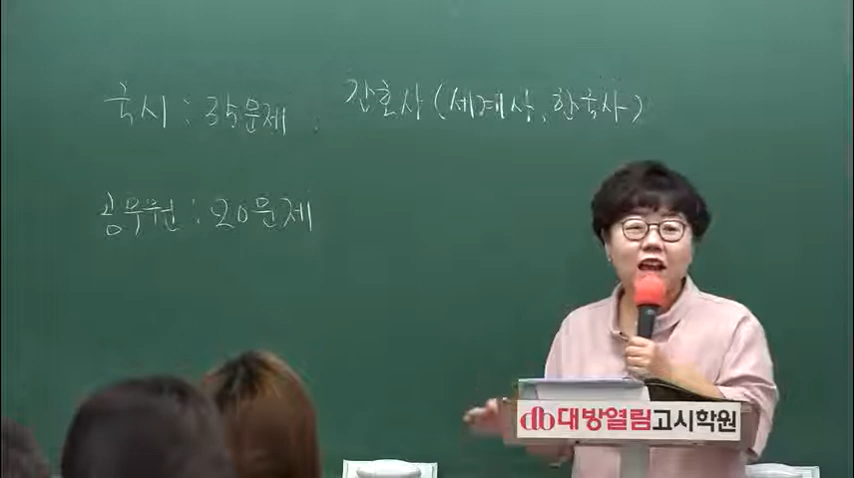 국시 : 35문제 간호사 (세계사, 한국사)
공무원 : 20문제
db 대방열림고시학원